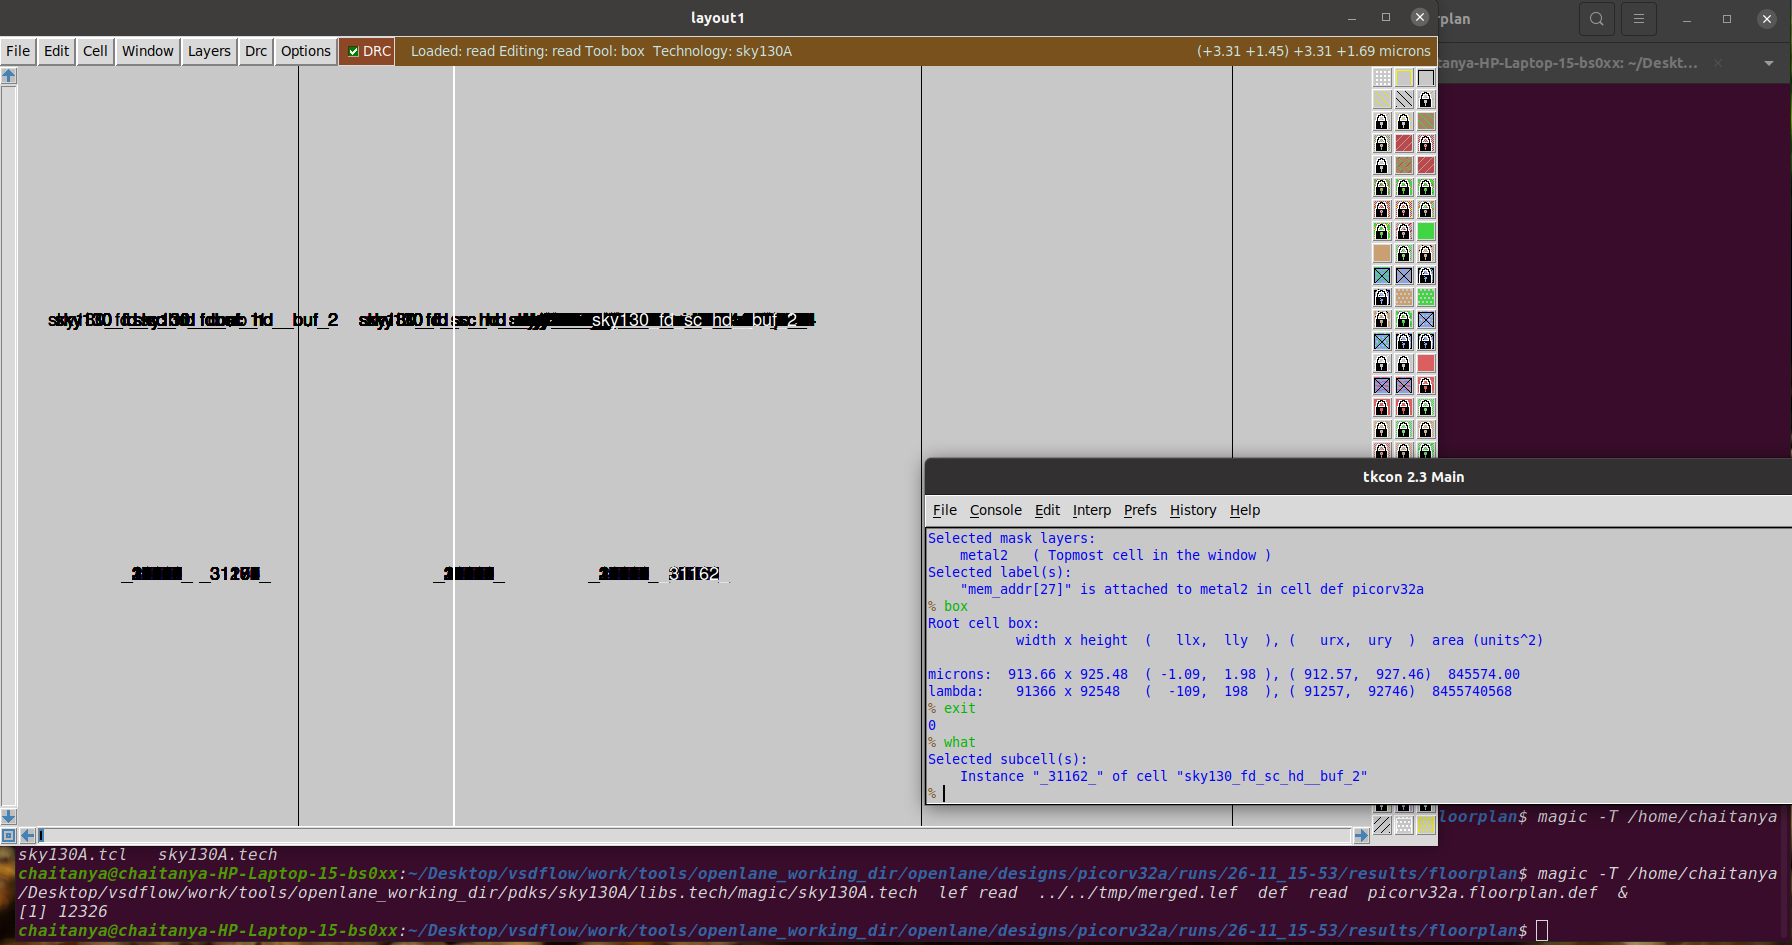 layout1
rplan
File Edit Cell Window Layers Drc Options DRC Loaded: read Editing: read Tool: box Technology: sky130A (+3.31 +1.45) +3.31 +1.69 microns
tanya-HP-Laptop-15-bs0xx: ~/Deskt...
buf_2
sky130 fd sc hd buf_2
_31162_
tkcon 2.3 Main
File Console Edit Interp Prefs History Help
Selected mask layers:
metal2 ( Topmost cell in the window )
Selected label(s):
"mem_addr[27]" is attached to metal2 in cell def picorv32a
% box
Root cell box:
width x height ( llx, lly ), ( urx, ury ) area (units^2)
microns: 913.66 x 925.48 ( -1.09, 1.98 ), ( 912.57, 927.46) 845574.00
lambda: 91366 x 92548 ( -109, 198 ), ( 91257, 92746) 8455740568
% exit
0
% what
Selected subcell(s):
Instance "_31162_" of cell "sky130_fd_sc_hd__buf_2"
%
loorplan$ magic -T /home/chaitanya
sky130A.tcl sky130A.tech
chaitanya@chaitanya-HP-Laptop-15-bs0xx:~/Desktop/vsdflow/work/tools/openlane_working_dir/openlane/designs/picorv32a/runs/26-11_15-53/results/floorplan$ magic -T /home/chaitanya
/Desktop/vsdflow/work/tools/openlane_working_dir/pdks/sky130A/libs.tech/magic/sky130A.tech lef read ../../tmp/merged.lef def read picorv32a.floorplan.def &
[1] 12326
chaitanya@chaitanya-HP-Laptop-15-bs0xx:~/Desktop/vsdflow/work/tools/openlane_working_dir/openlane/designs/picorv32a/runs/26-11_15-53/results/floorplan$